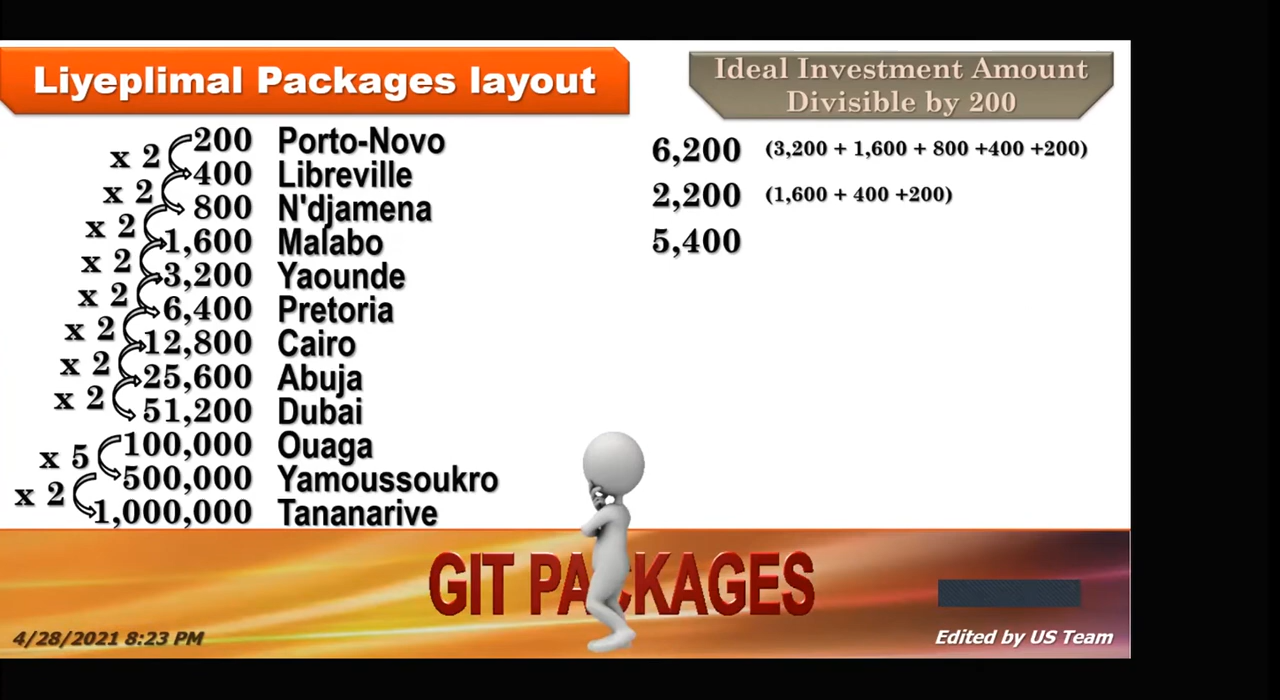 Liyeplimal Packages layout
Ideal Investment Amount
Divisible by 200
x 2
x 2
x 2
x 2
x 2
x 2
x 2
x 2
x 5
x 2
200 Porto-Novo
400 Libreville
800 N'djamena
1,600 Malabo
3,200 Yaounde
6,400 Pretoria
12,800 Cairo
25,600 Abuja
51,200 Dubai
100,000 Ouaga
500,000 Yamoussoukro
1,000,000 Tananarive
6,200 (3,200 + 1,600 + 800 +400 +200)
2,200 (1,600 + 400 +200)
5,400
GIT PACKAGES
4/28/2021 8:23 PM
Edited by US Team